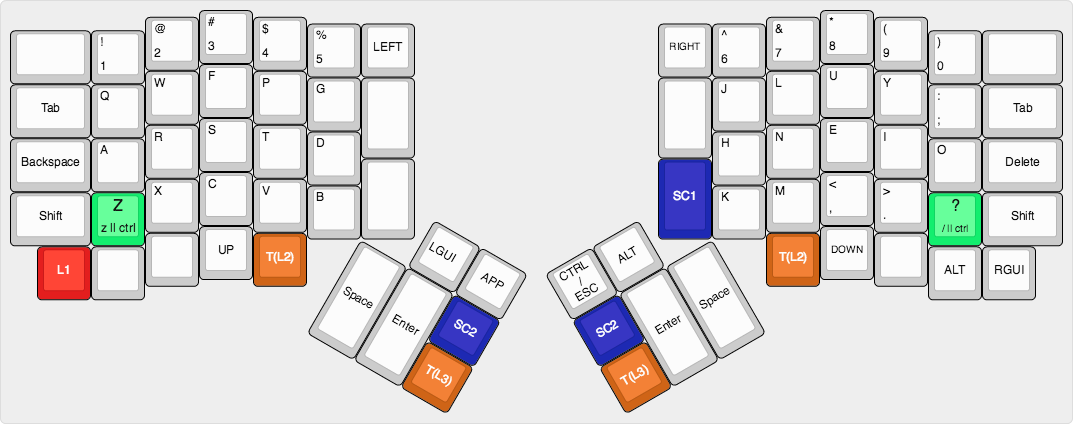 ! @ # $ % LEFT
1 2 3 4 5
RIGHT ^ & * ( )
6 7 8 9 0
Tab Q W F P G
J L U Y : Tab
;
Backspace A R S T D
H N E I O Delete
Shift Z X C V B
z || ctrl
SC1 K M < > ? Shift
, . / || ctrl
L1 UP T(L2)
T(L2) DOWN ALT RGUI
LGUI APP
Space Enter SC2
T(L3)
CTRL
/
ESC
ALT
SC2 Enter Space
T(L3)